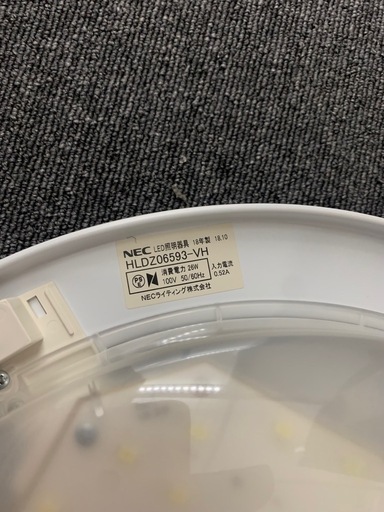 NEC LED照明器具 18年製 18.10
HLDZ06593-VH
消費電力 26W 入力電流
100V 50/60Hz 0.52A
NECライティング株式会社